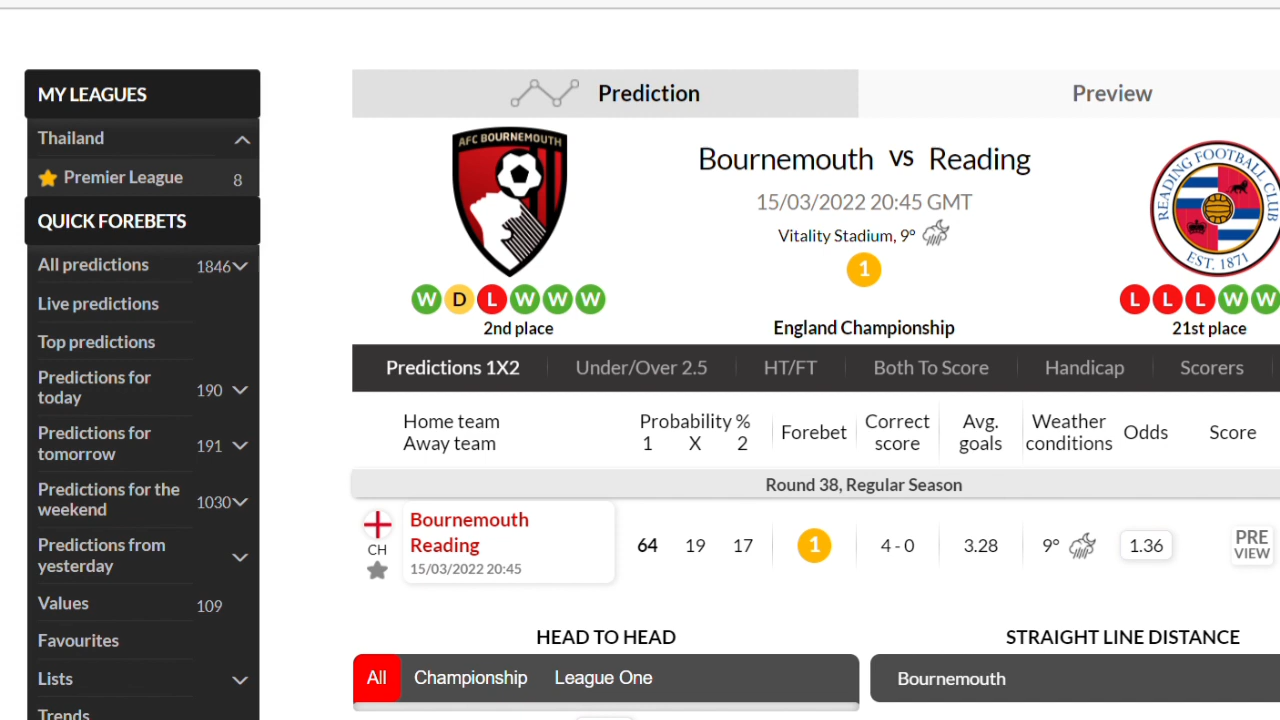 MY LEAGUES
Thailand
Premier League 8
QUICK FOREBETS
All predictions 1846
Live predictions
Top predictions
Predictions for
today 190
Predictions for
tomorrow 191
Predictions for the
weekend 1030
Predictions from
yesterday
Values 109
Favourites
Lists
Trends
Prediction
Preview
AFC BOURNEMOUTH
Bournemouth VS Reading
15/03/2022 20:45 GMT
Vitality Stadium, 9°
1
READING FOOTBALL CLUB
EST. 1871
W D L W W W
2nd place
England Championship
L L L W W
21st place
Predictions 1X2 Under/Over 2.5 HT/FT Both To Score Handicap Scorers
Home team
Away team
Probability %
1 X 2
Forebet
Correct
score
Avg.
goals
Weather
conditions
Odds
Score
Round 38, Regular Season
CH
Bournemouth
Reading
15/03/2022 20:45
64 19 17 1 4 - 0 3.28 9° 1.36
PRE
VIEW
HEAD TO HEAD
All Championship League One
STRAIGHT LINE DISTANCE
Bournemouth